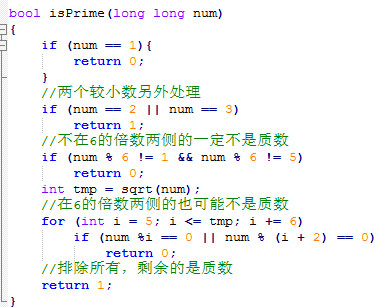 bool isPrime(long long num)
{
    if (num == 1){
        return 0;
    }
    //两个较小数另外处理
    if (num == 2 || num == 3)
        return 1;
    //不在6的倍数两侧的一定不是质数
    if (num % 6 != 1 && num % 6 != 5)
        return 0;
    int tmp = sqrt(num);
    //在6的倍数两侧的也可能不是质数
    for (int i = 5; i <= tmp; i += 6)
        if (num %i == 0 || num % (i + 2) == 0)
            return 0;
    //排除所有，剩余的是质数
    return 1;
}